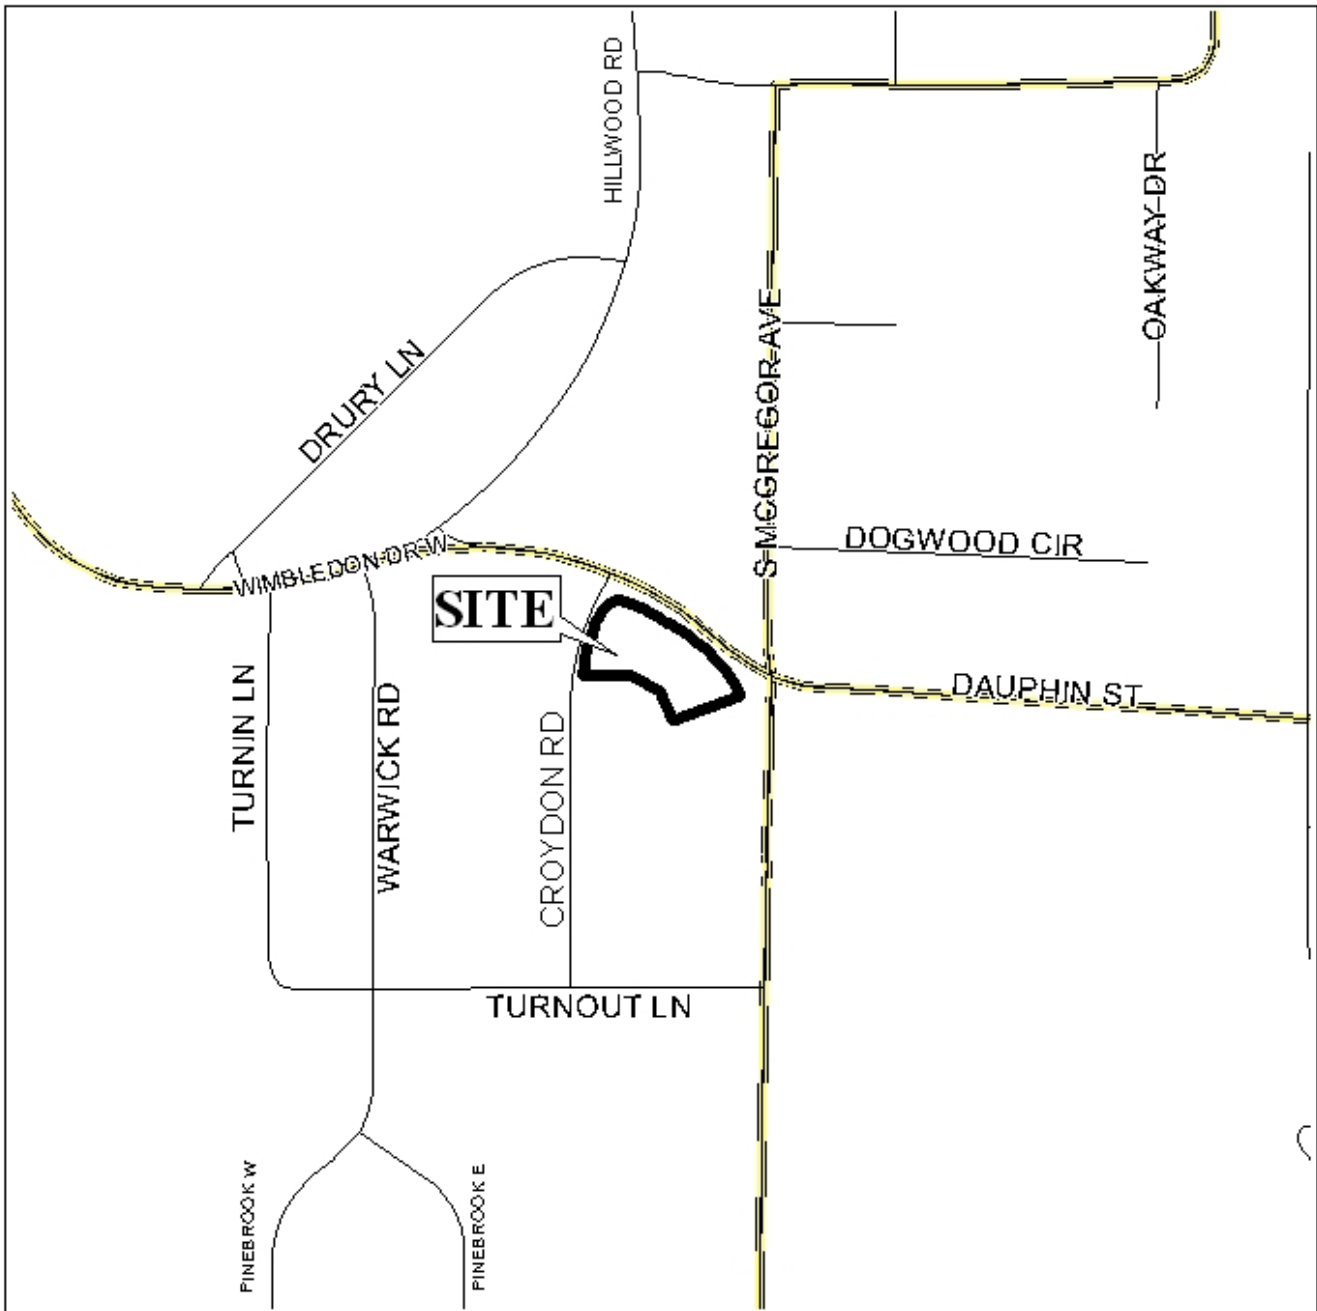 HILLWOOD RD
OAKWAY DR
S MCGREGOR AVE
DRURY LN
DOGWOOD CIR
WIMBLEDON DR W
SITE
DAUPHIN ST
TURNIN LN
WARWICK RD
CROYDON RD
TURNOUT LN
PINEBROOK W
PINEBROOK E